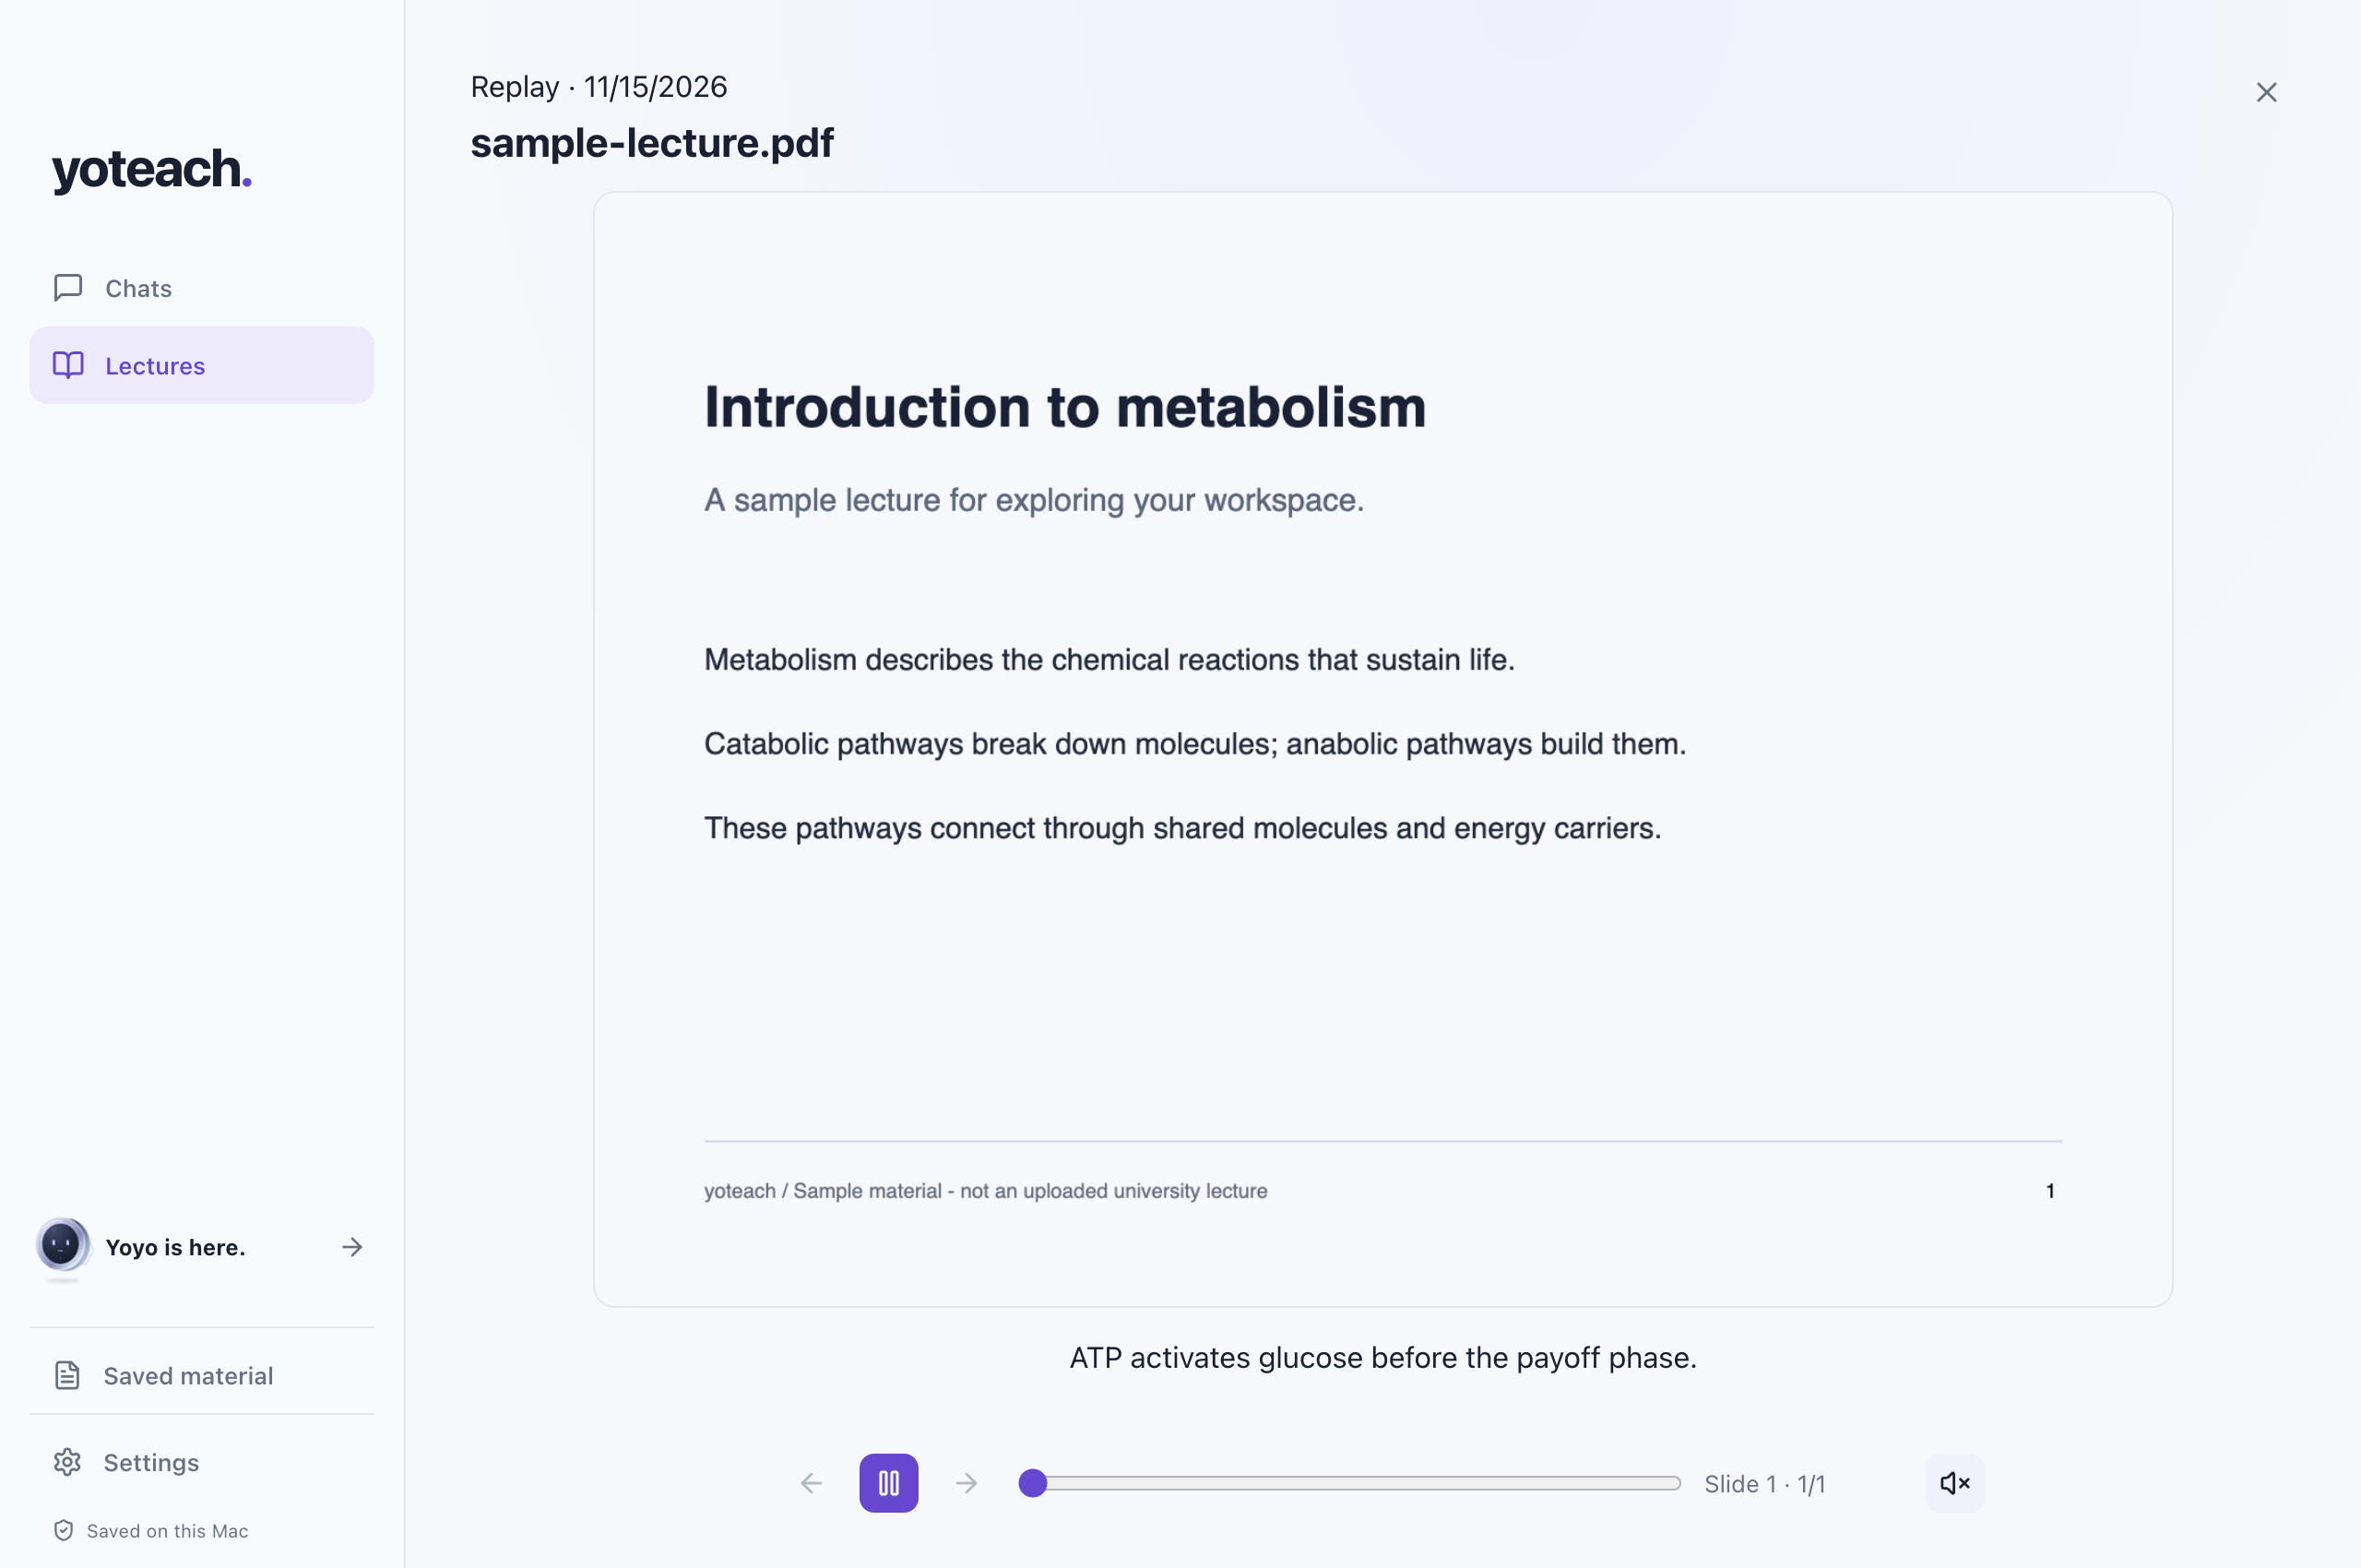 yoteach.
Chats
Lectures
Yoyo is here.
Saved material
Settings
Saved on this Mac
Replay · 11/15/2026
sample-lecture.pdf
Introduction to metabolism
A sample lecture for exploring your workspace.
Metabolism describes the chemical reactions that sustain life.
Catabolic pathways break down molecules; anabolic pathways build them.
These pathways connect through shared molecules and energy carriers.
yoteach / Sample material - not an uploaded university lecture
1
ATP activates glucose before the payoff phase.
Slide 1 · 1/1